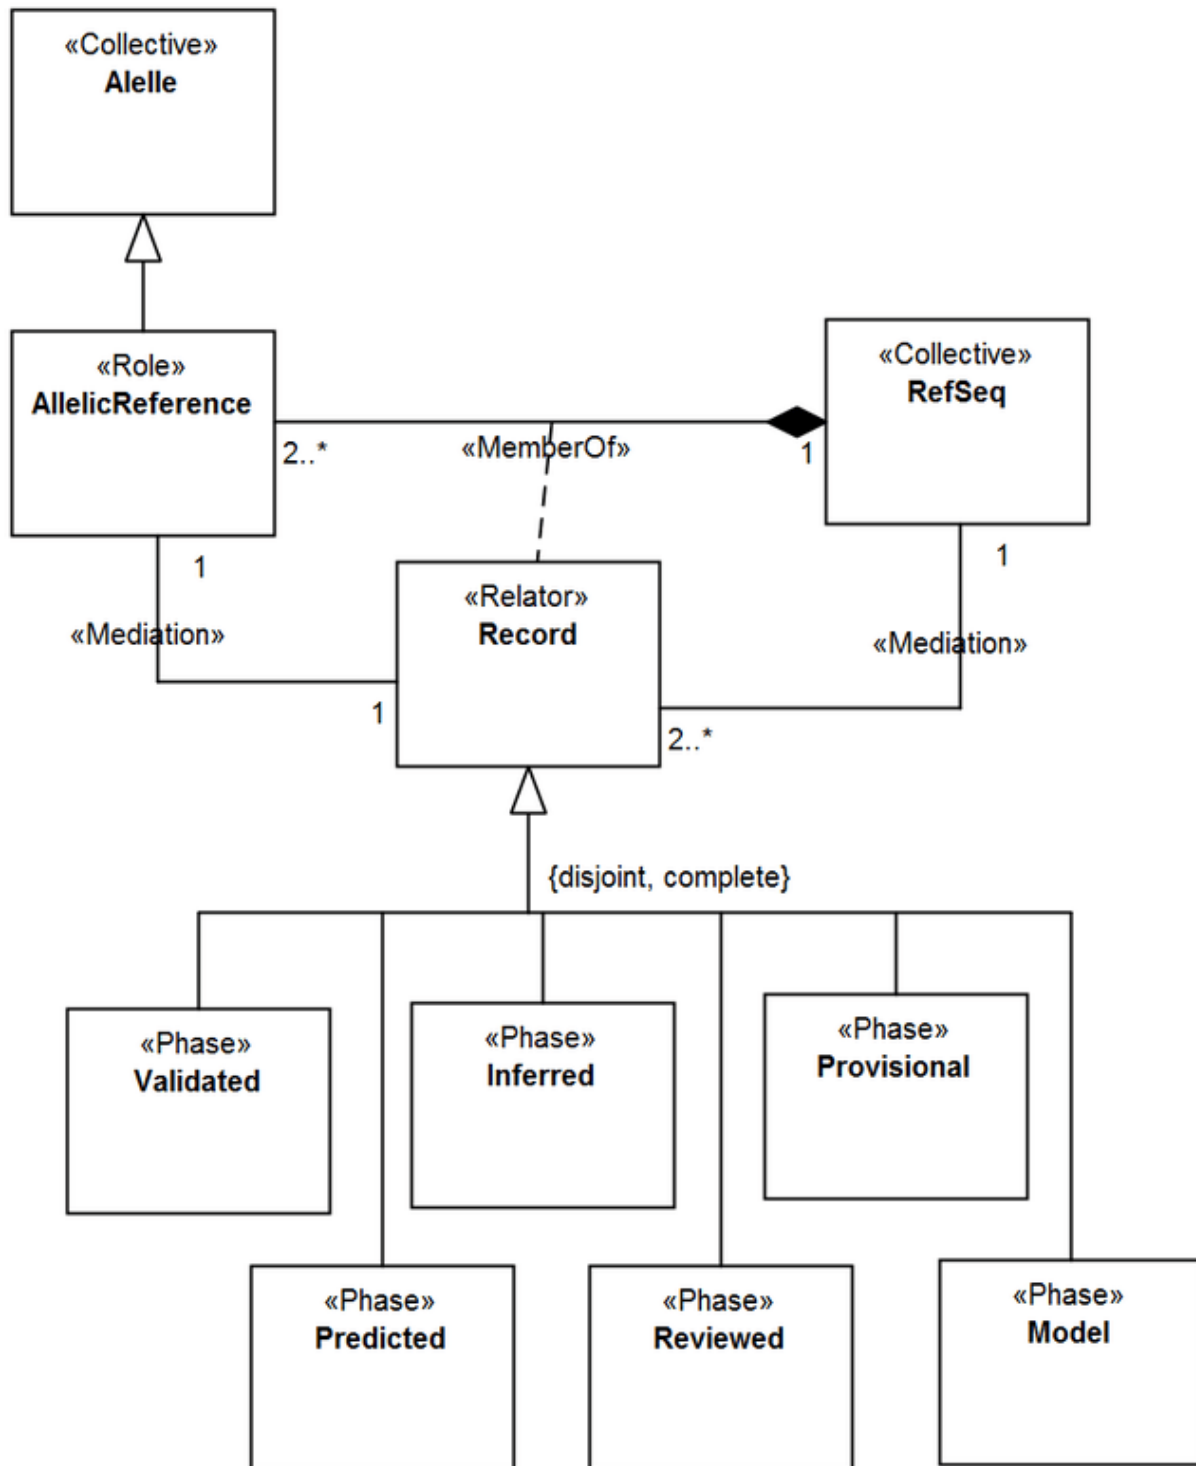 «Collective»
Alelle
«Role»
AllelicReference
«Collective»
RefSeq
2..*
«MemberOf»
1
1
1
«Relator»
Record
«Mediation»
«Mediation»
1
2..*
{disjoint, complete}
«Phase»
Validated
«Phase»
Inferred
«Phase»
Provisional
«Phase»
Predicted
«Phase»
Reviewed
«Phase»
Model